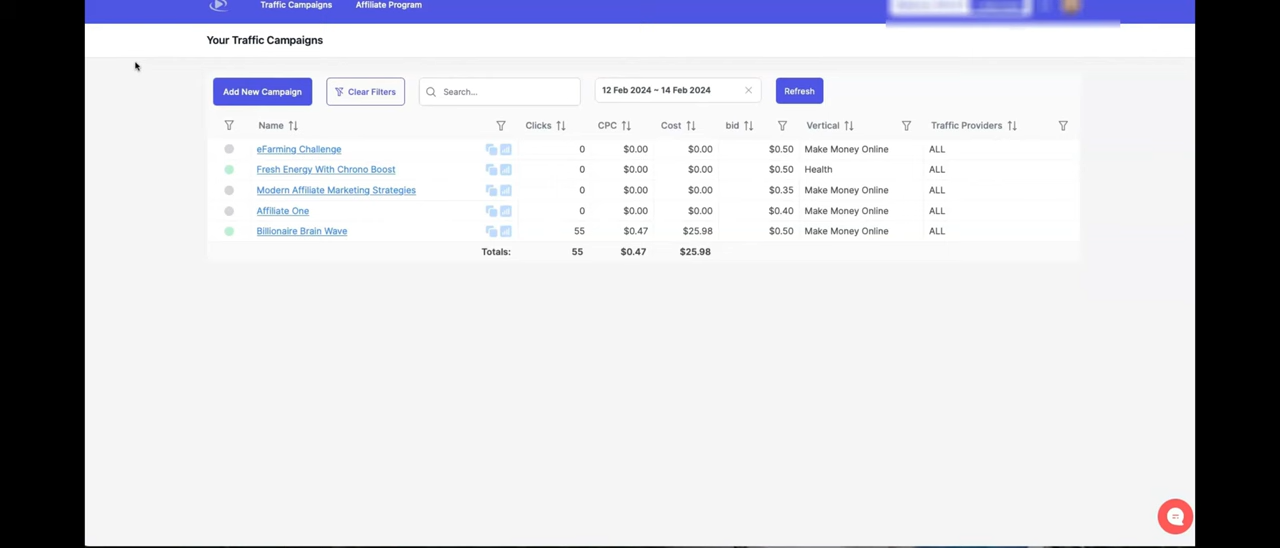 Traffic Campaigns Affiliate Program
Your Traffic Campaigns
Add New Campaign Clear Filters Search... 12 Feb 2024 ~ 14 Feb 2024 Refresh
Name Clicks CPC Cost bid Vertical Traffic Providers
eFarming Challenge 0 $0.00 $0.00 $0.50 Make Money Online ALL
Fresh Energy With Chrono Boost 0 $0.00 $0.00 $0.50 Health ALL
Modern Affiliate Marketing Strategies 0 $0.00 $0.00 $0.35 Make Money Online ALL
Affiliate One 0 $0.00 $0.00 $0.40 Make Money Online ALL
Billionaire Brain Wave 55 $0.47 $25.98 $0.50 Make Money Online ALL
Totals: 55 $0.47 $25.98